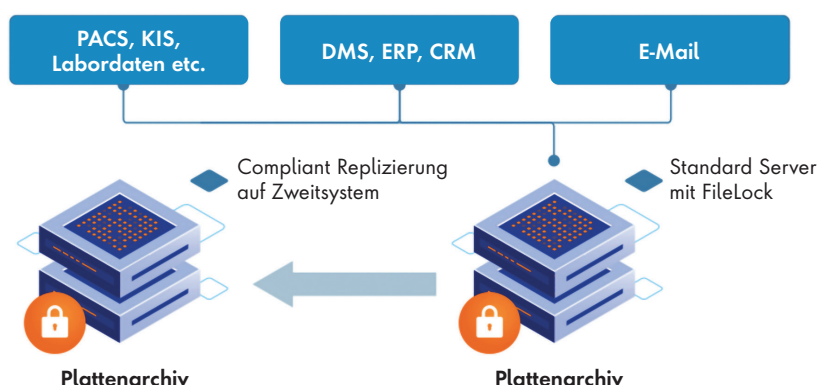 PACS, KIS,
Labordaten etc.
DMS, ERP, CRM
E-Mail
Compliant Replizierung
auf Zweitsystem
Standard Server
mit FileLock
Plattenarchiv
Plattenarchiv